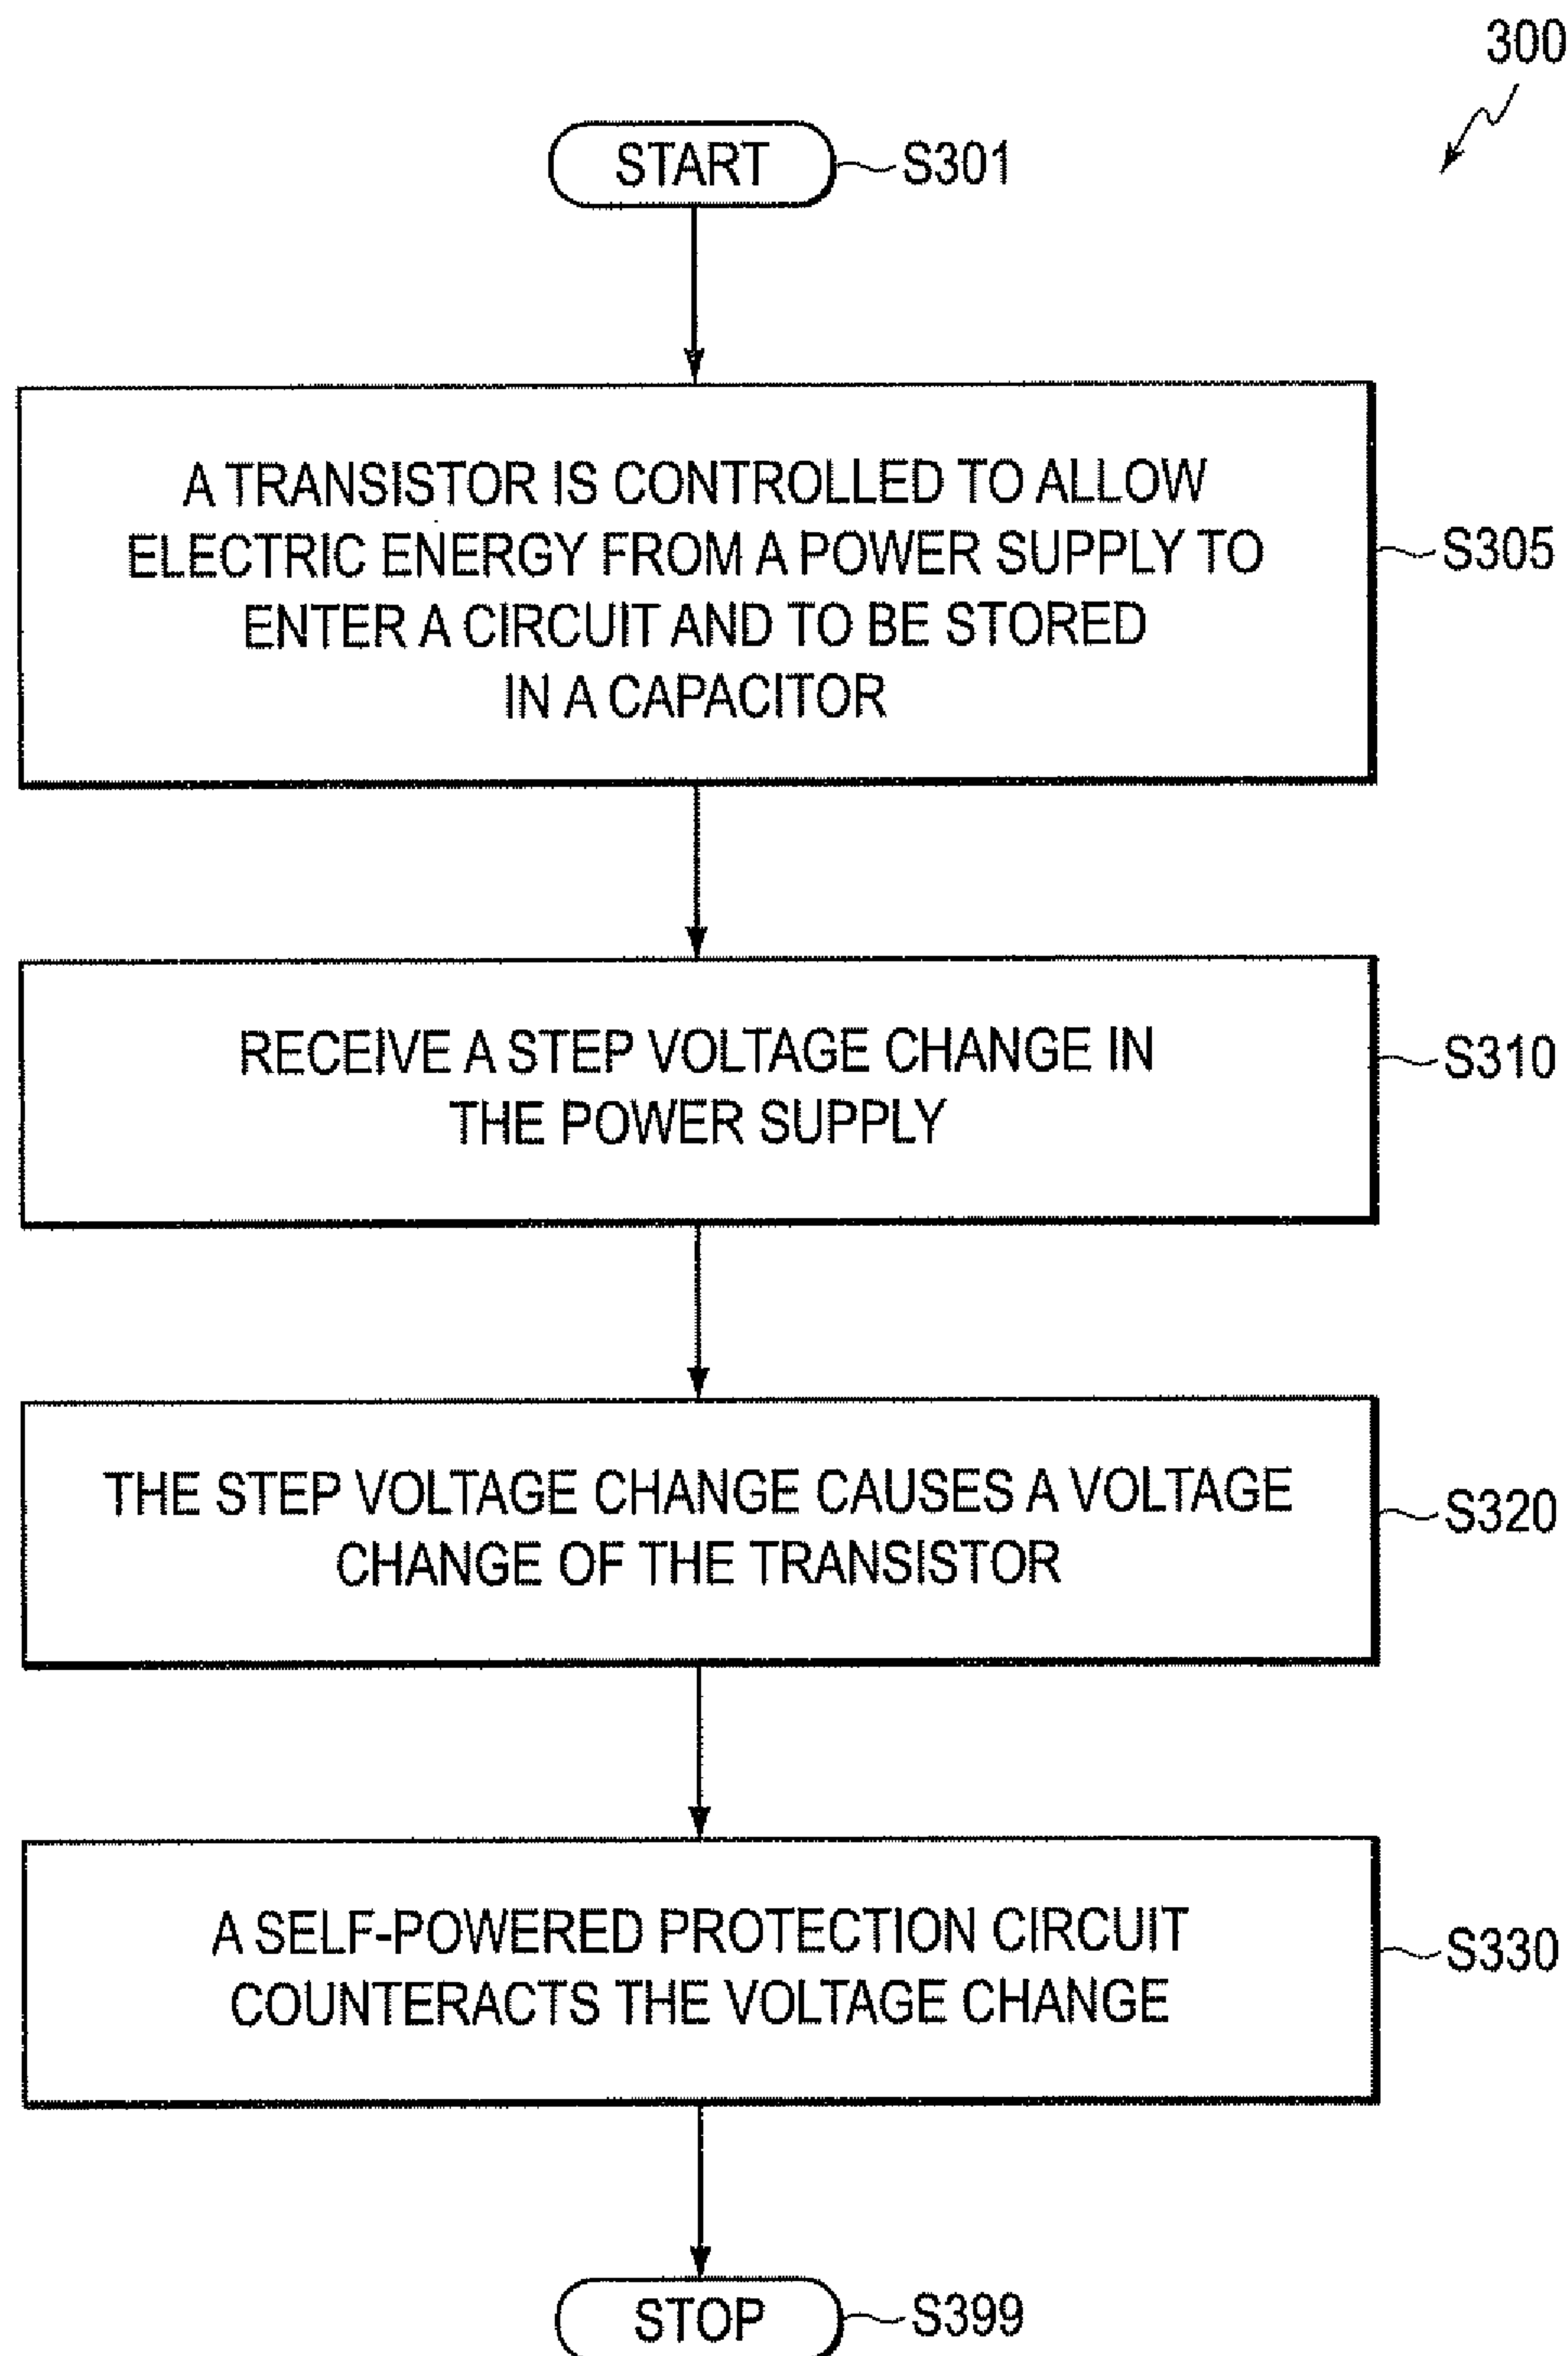 300
START
S301
A TRANSISTOR IS CONTROLLED TO ALLOW
ELECTRIC ENERGY FROM A POWER SUPPLY TO
ENTER A CIRCUIT AND TO BE STORED
IN A CAPACITOR
S305
RECEIVE A STEP VOLTAGE CHANGE IN
THE POWER SUPPLY
S310
THE STEP VOLTAGE CHANGE CAUSES A VOLTAGE
CHANGE OF THE TRANSISTOR
S320
A SELF-POWERED PROTECTION CIRCUIT
COUNTERACTS THE VOLTAGE CHANGE
S330
STOP
S399